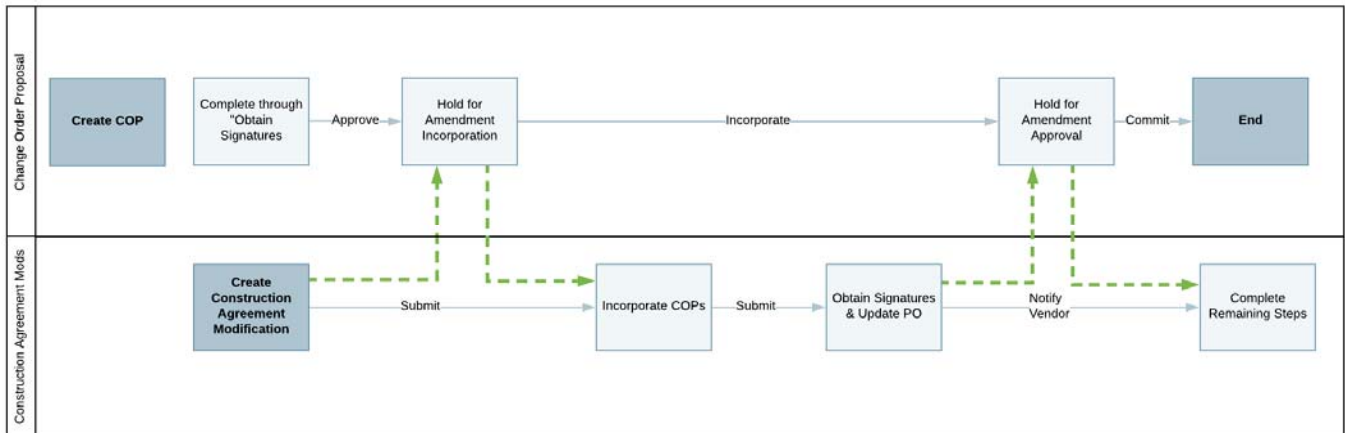 Change Order Proposal
Create COP
Complete through
"Obtain
Signatures
Approve
Hold for
Amendment
Incorporation
Incorporate
Hold for
Amendment
Approval
Commit
End
Construction Agreement Mods
Create
Construction
Agreement
Modification
Submit
Incorporate COPs
Submit
Obtain Signatures
& Update PO
Notify
Vendor
Complete
Remaining Steps